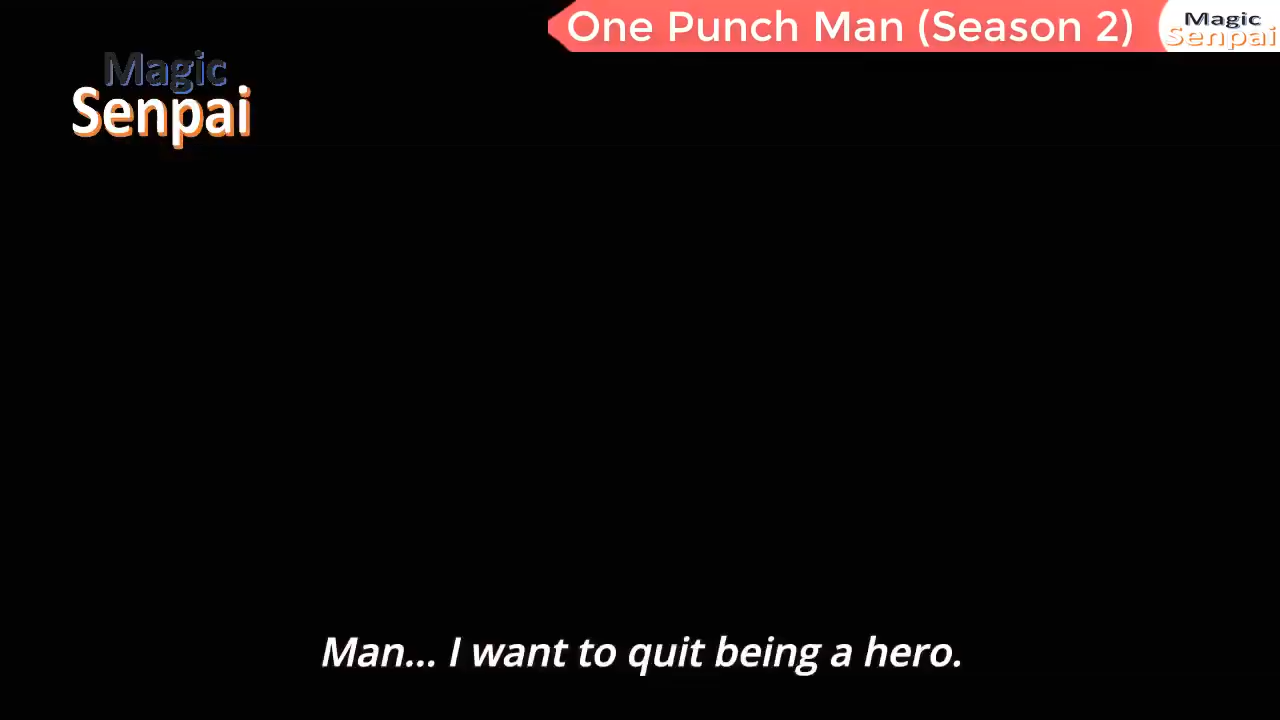 One Punch Man (Season 2)
Magic
Senpai
Magic
Senpai
Man... I want to quit being a hero.